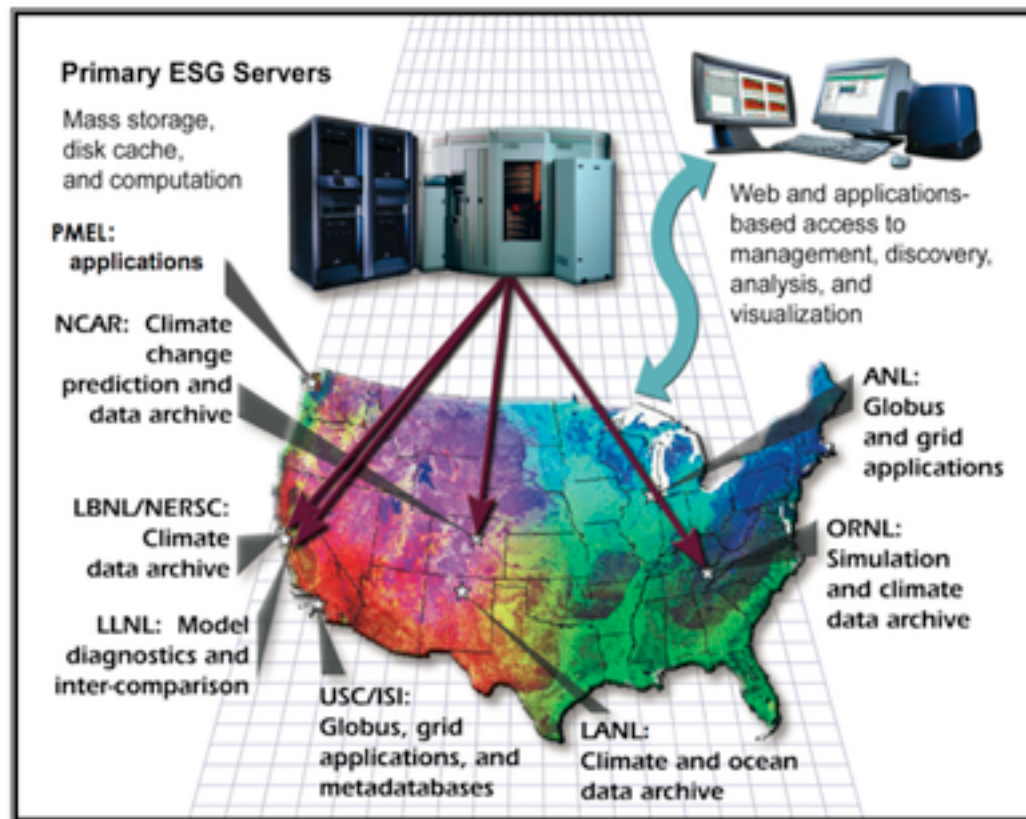 Primary ESG Servers
Mass storage,
disk cache,
and computation
PMEL:
applications
NCAR: Climate
change
prediction and
data archive
LBNL/NERSC:
Climate
data archive
LLNL: Model
diagnostics and
inter-comparison
USC/ISI:
Globus, grid
applications, and
metadatabases
LANL:
Climate and ocean
data archive
Web and applications-
based access to
management, discovery,
analysis, and
visualization
ANL:
Globus
and grid
applications
ORNL:
Simulation
and climate
data archive